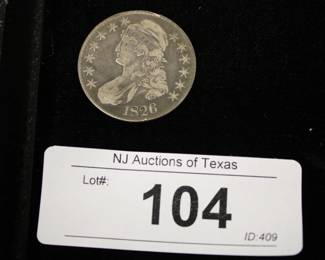 1826
NJ Auctions of Texas
Lot#:
104
ID:409